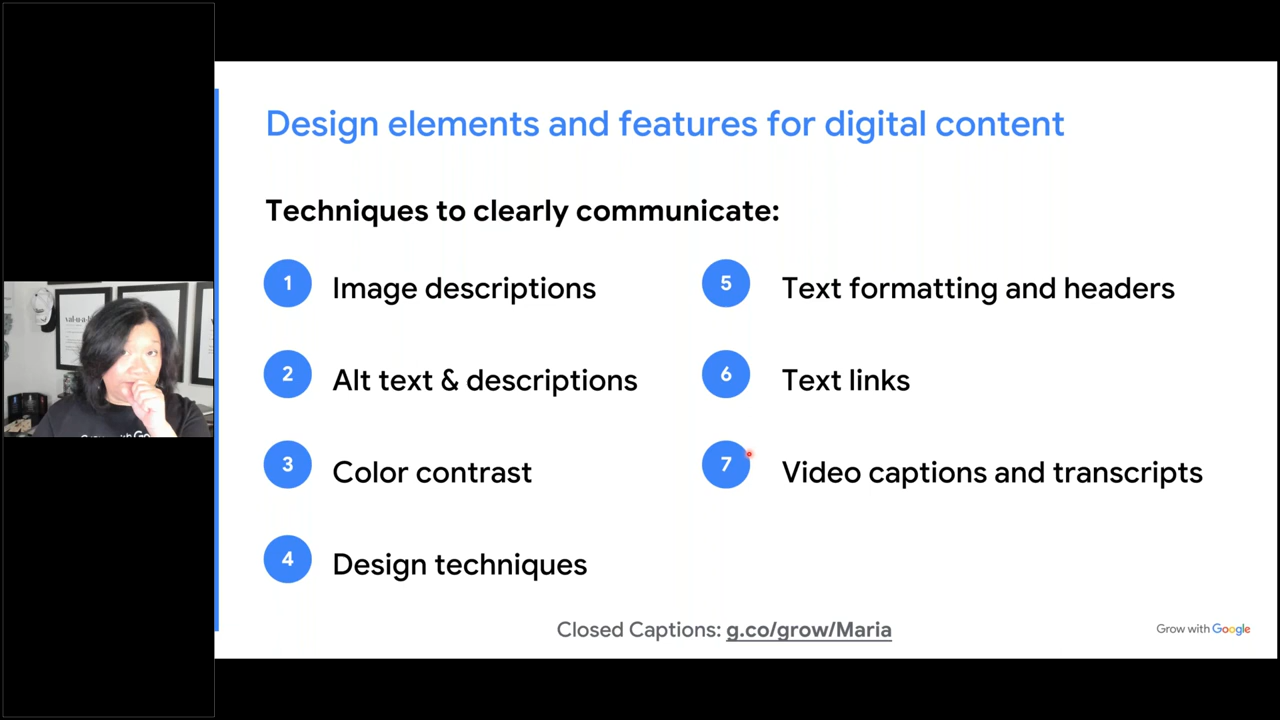 Design elements and features for digital content
Techniques to clearly communicate:
1 Image descriptions
2 Alt text & descriptions
3 Color contrast
4 Design techniques
5 Text formatting and headers
6 Text links
7 Video captions and transcripts
Closed Captions: g.co/grow/Maria
Grow with Google